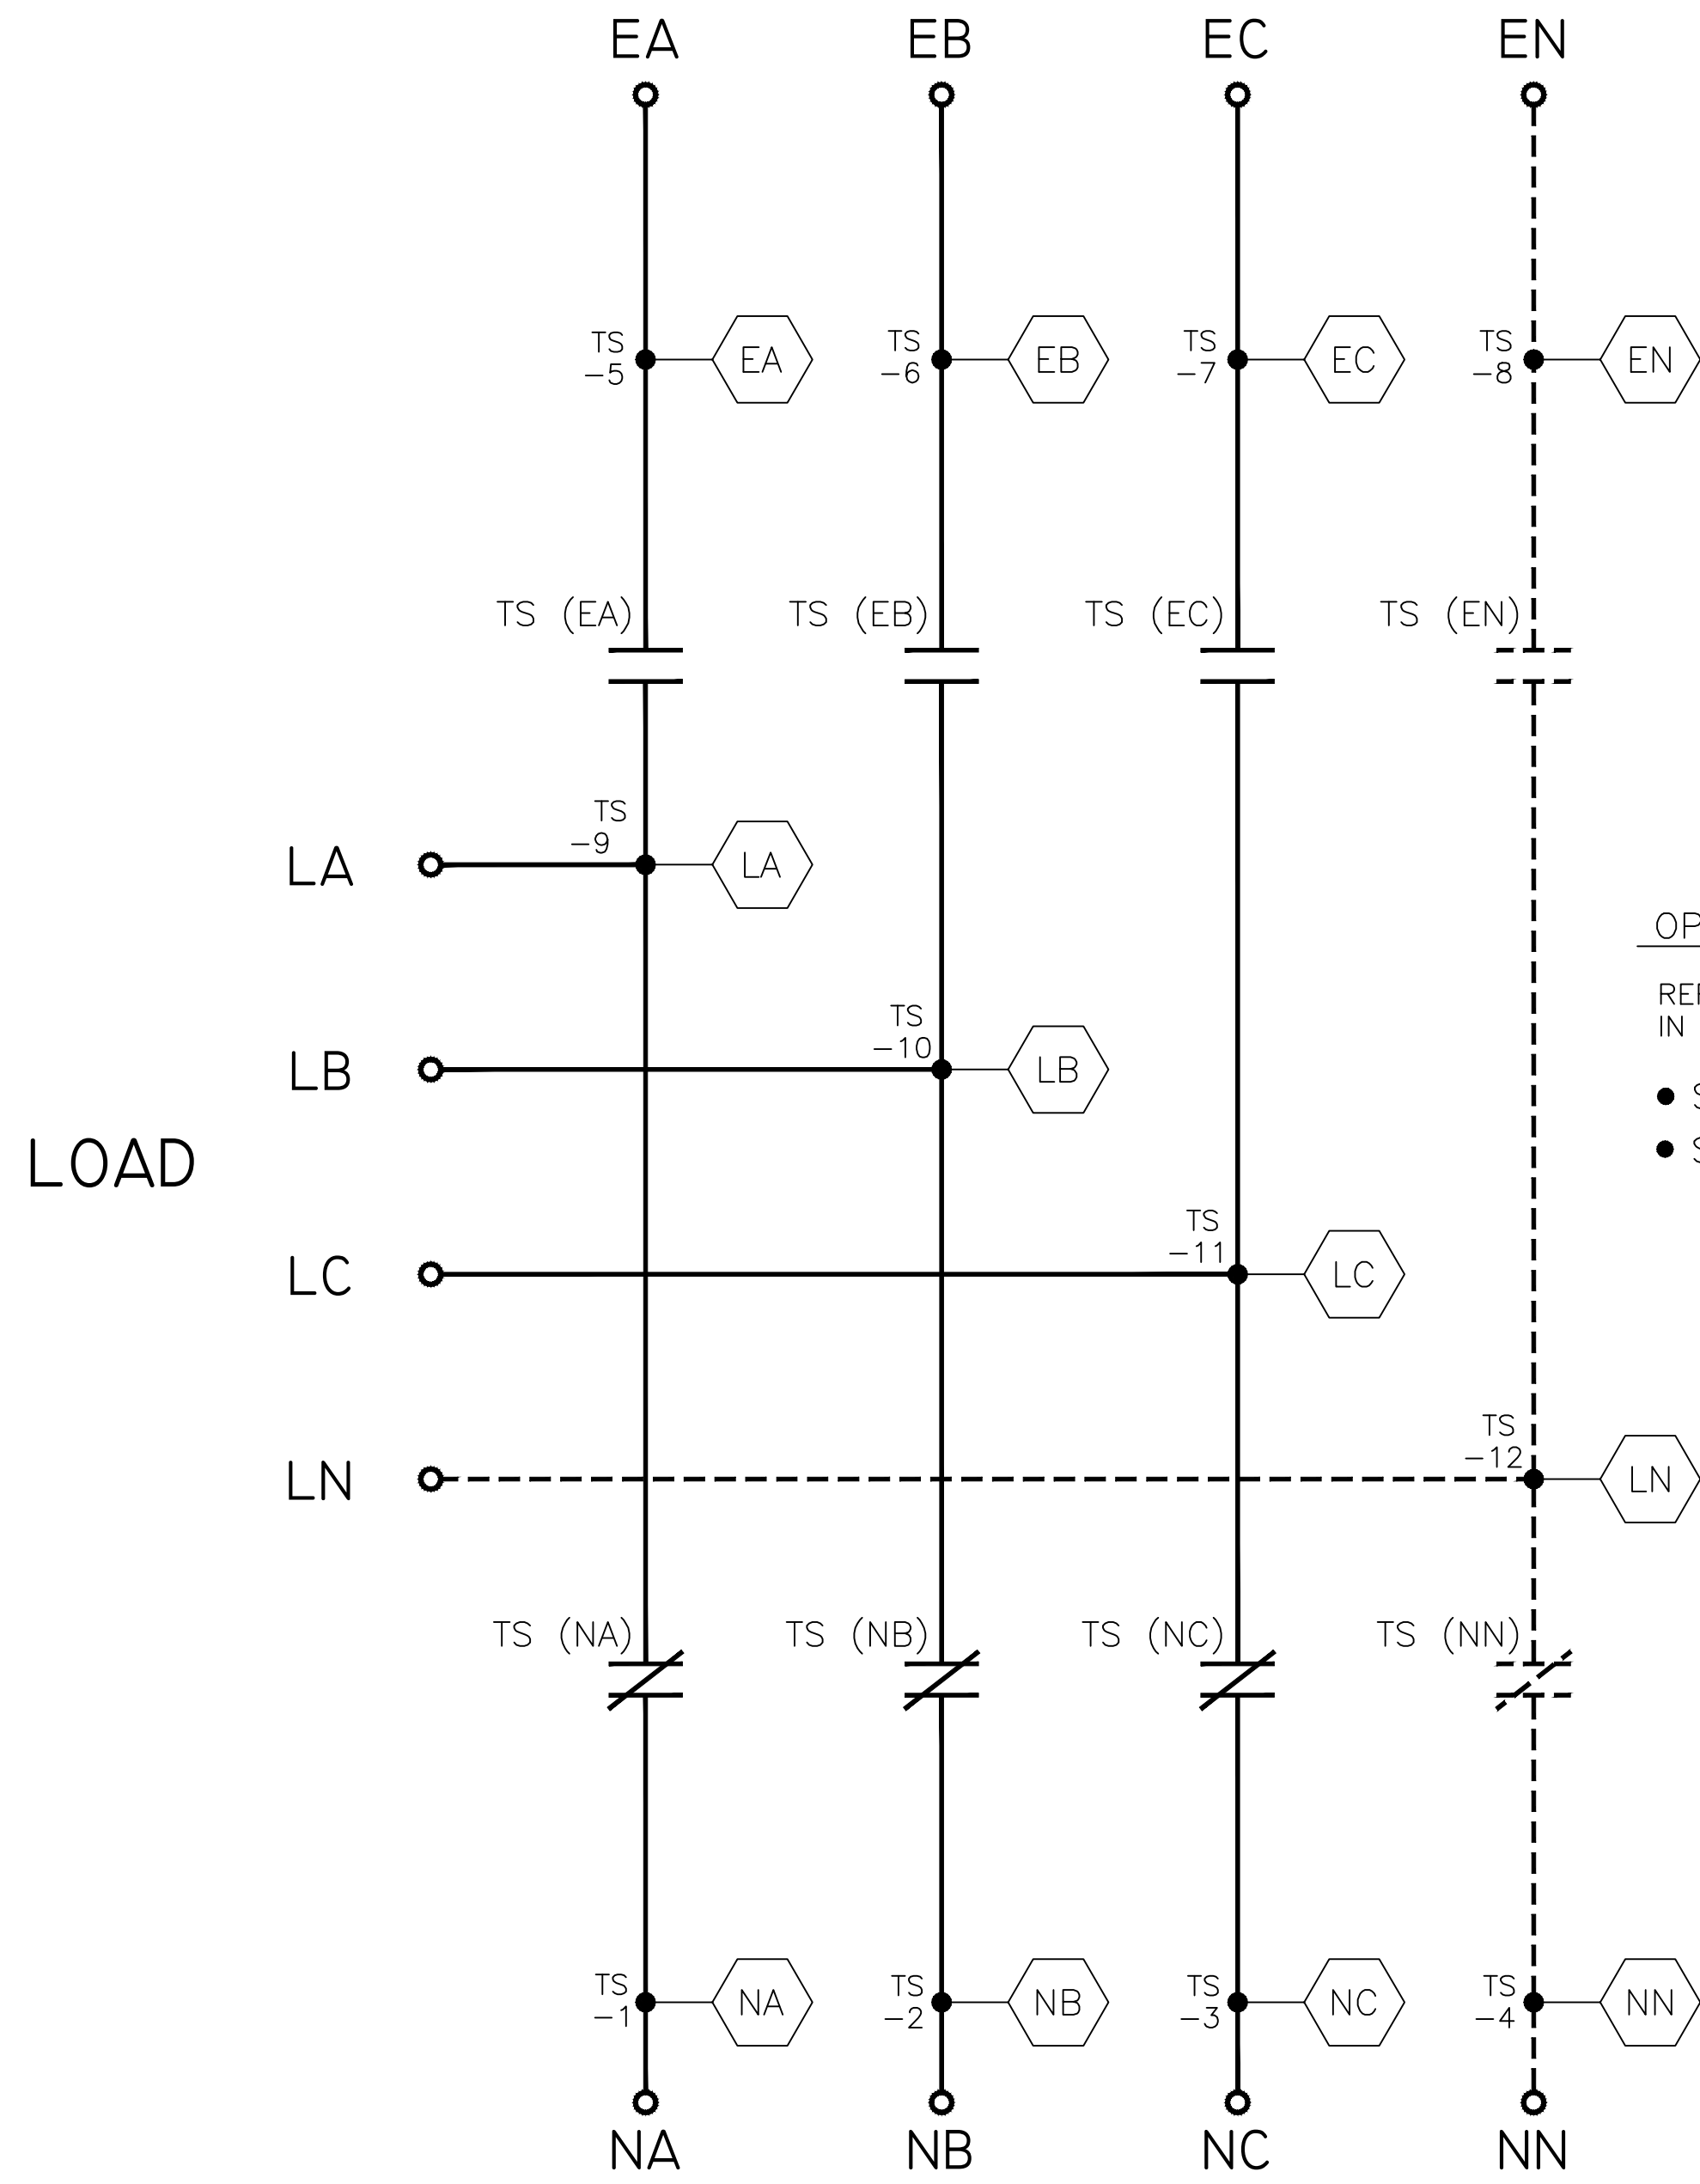 EA EB EC EN
TS TS TS TS
-5 -6 -7 -8
EA EB EC EN
TS (EA) TS (EB) TS (EC) TS (EN)
TS
-9
LA LA
OP
REF
IN
TS
-10
LB LB
LOAD
TS
-11
LC LC
TS
-12
LN LN
TS (NA) TS (NB) TS (NC) TS (NN)
TS TS TS TS
-1 -2 -3 -4
NA NB NC NN
NA NB NC NN